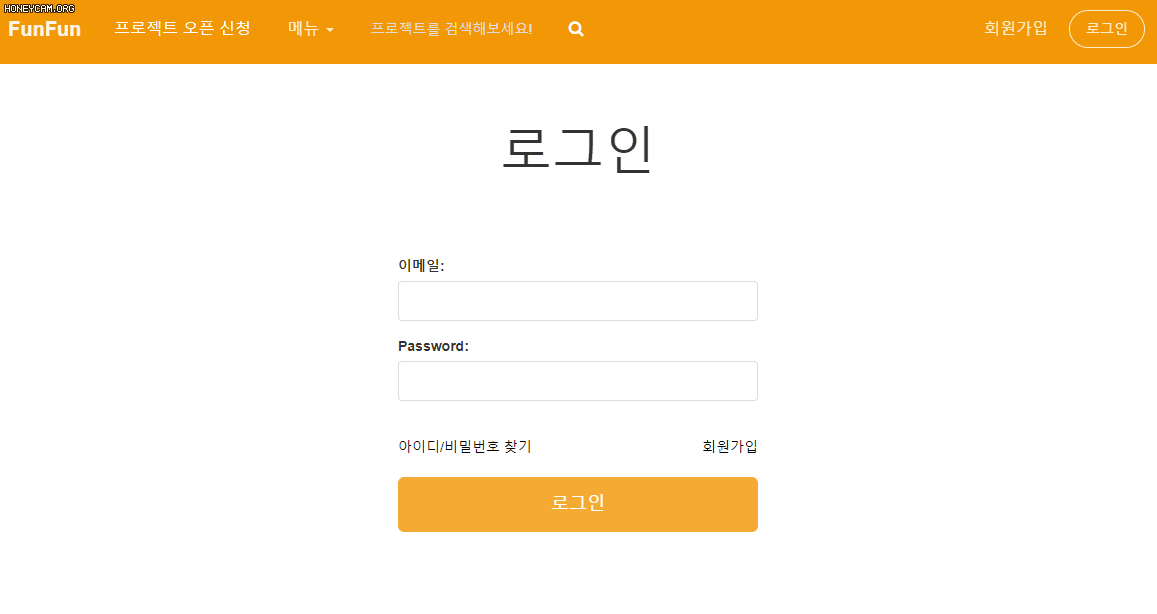 HONEYCAM.ORG
FunFun 프로젝트 오픈 신청 메뉴 프로젝트를 검색해보세요! 회원가입 로그인
로그인
이메일:
Password:
아이디/비밀번호 찾기 회원가입
로그인